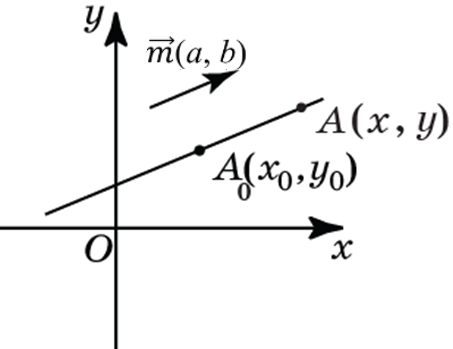 y
m⃗(a, b)
A(x, y)
A₀(x₀,y₀)
O
x